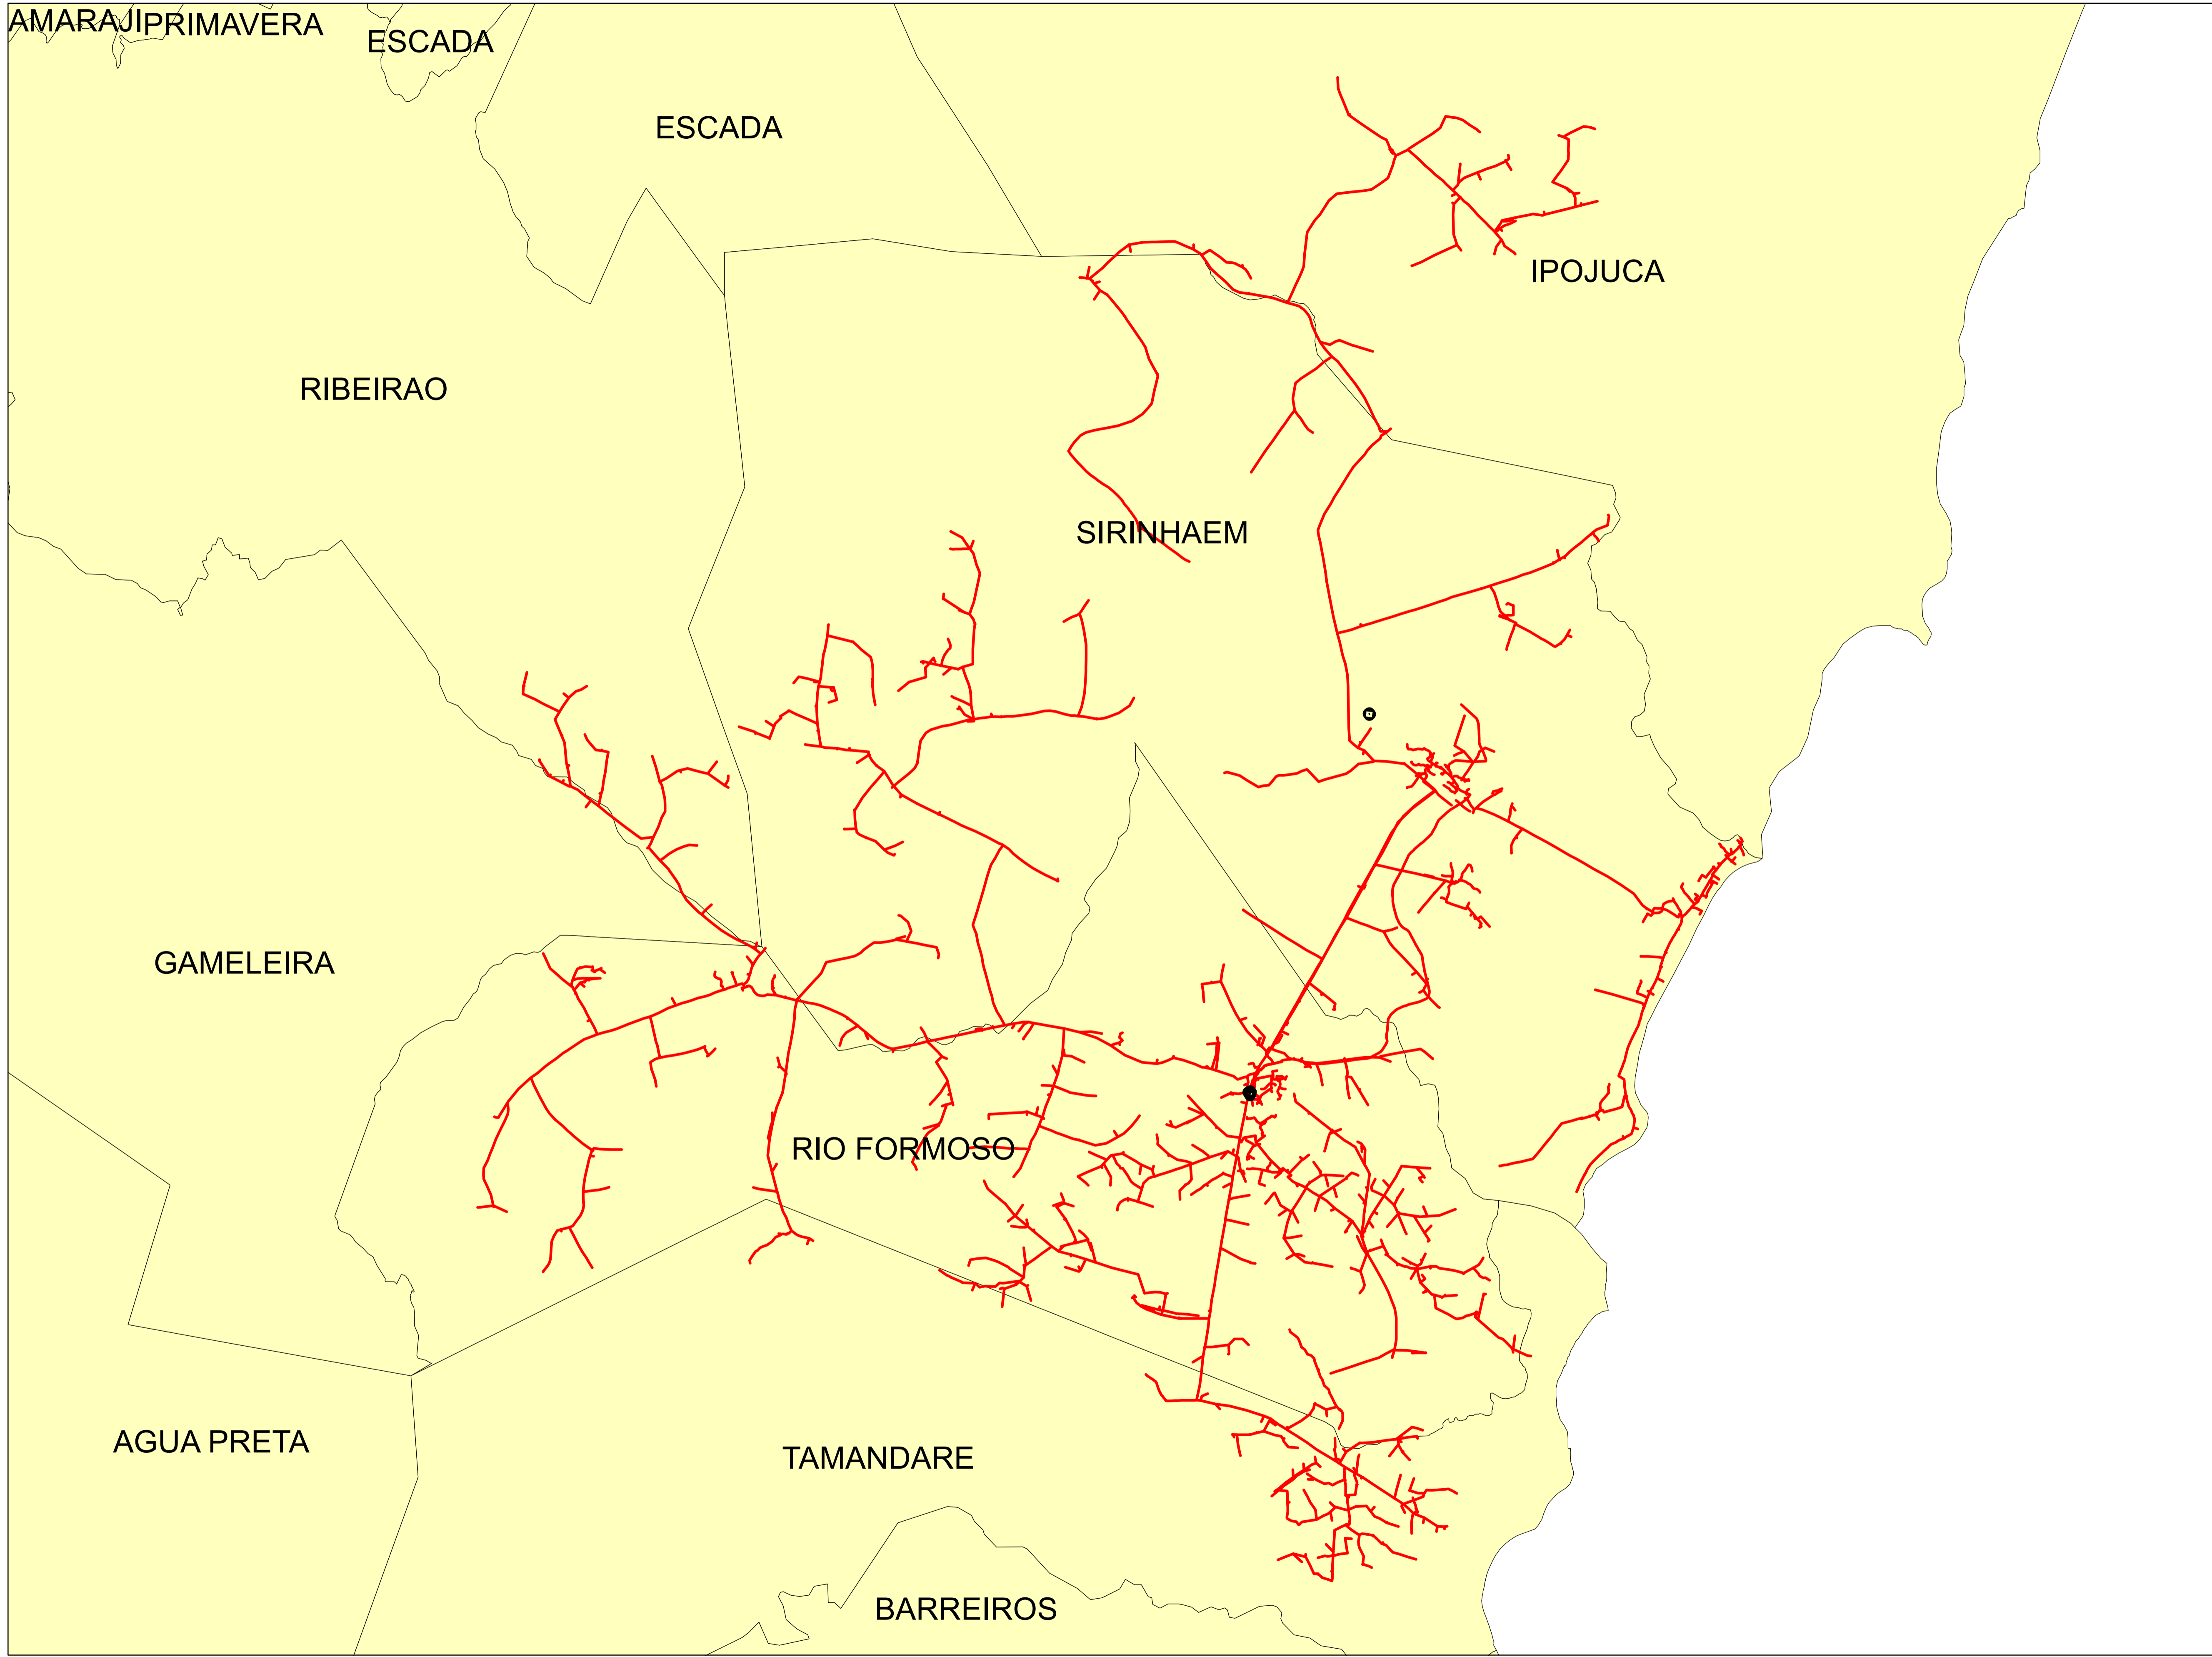 AMARAJI
PRIMAVERA
ESCADA
ESCADA
IPOJUCA
RIBEIRAO
SIRINHAEM
GAMELEIRA
RIO FORMOSO
AGUA PRETA
TAMANDARE
BARREIROS